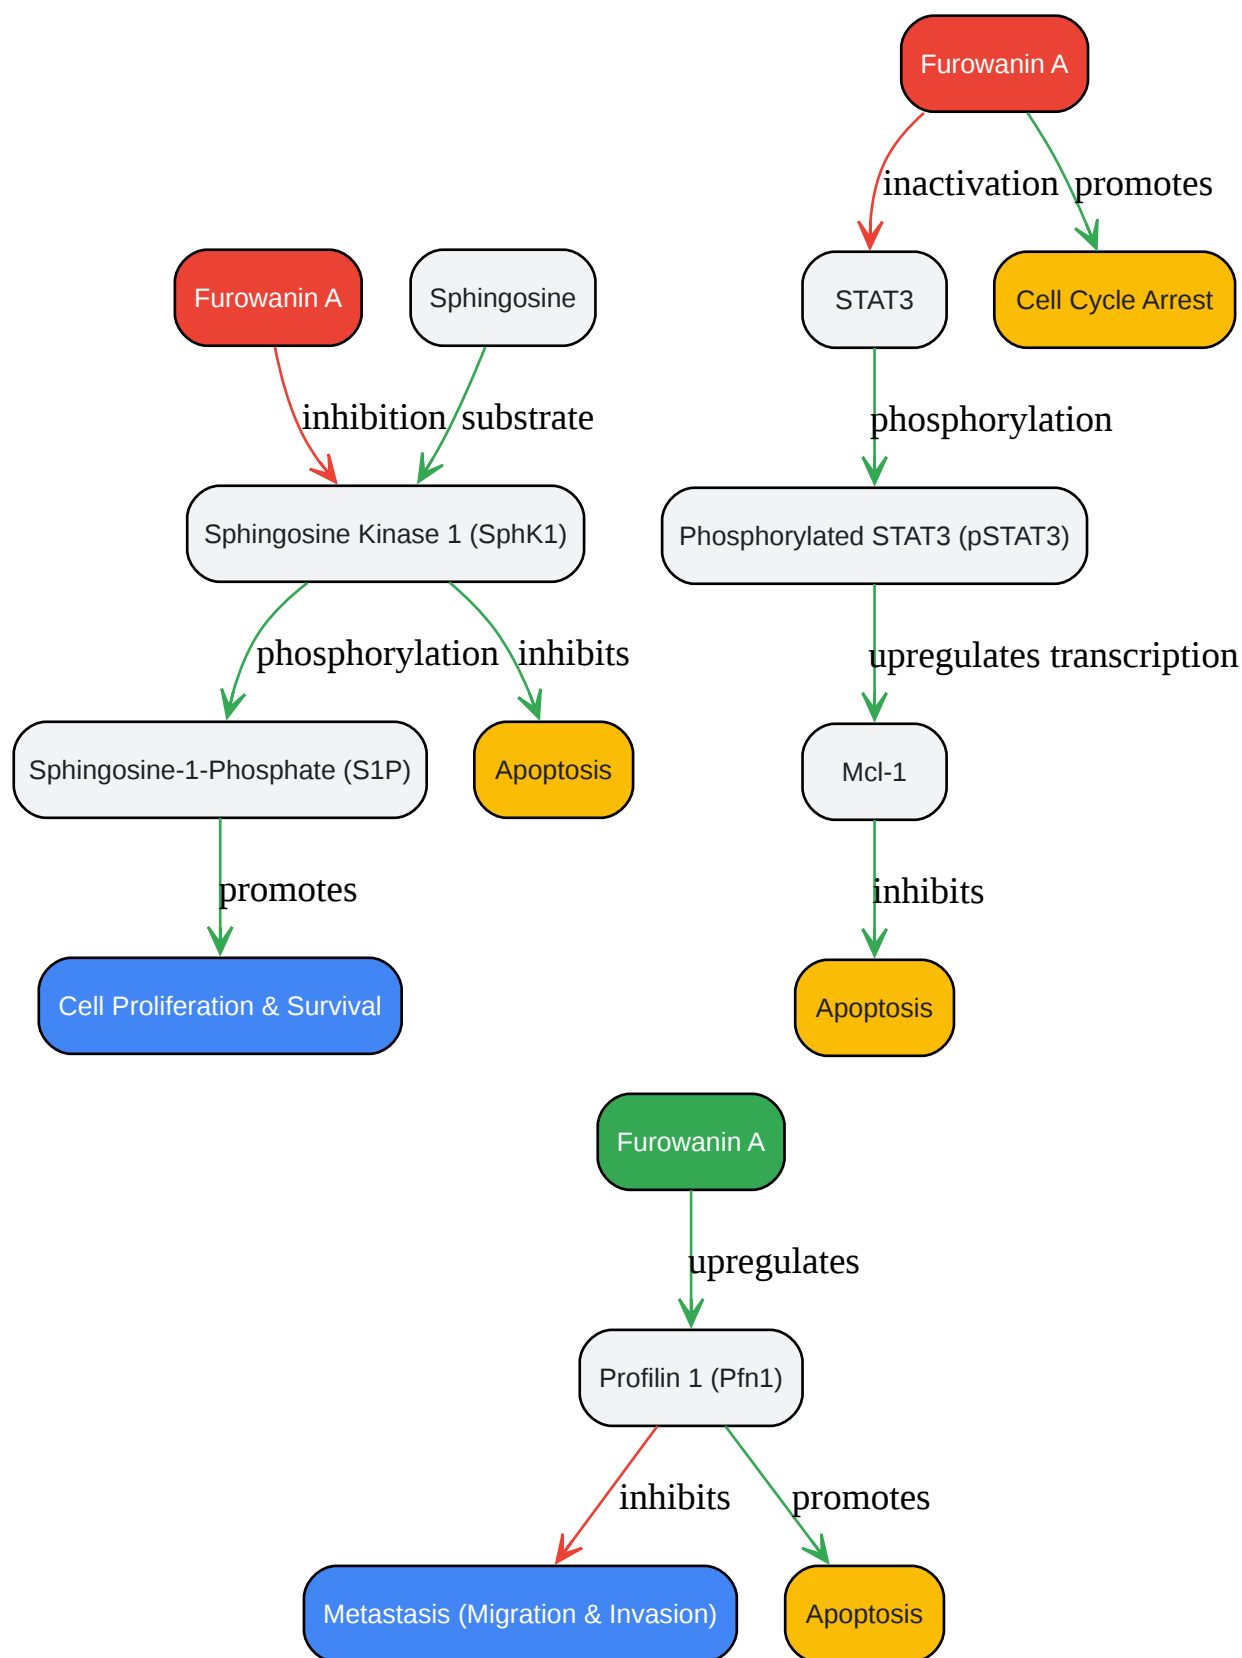 Furowanin A
inactivation
promotes
Furowanin A
Sphingosine
STAT3
Cell Cycle Arrest
inhibition
substrate
phosphorylation
Sphingosine Kinase 1 (SphK1)
Phosphorylated STAT3 (pSTAT3)
phosphorylation
inhibits
upregulates transcription
Sphingosine-1-Phosphate (S1P)
Apoptosis
Mcl-1
promotes
inhibits
Cell Proliferation & Survival
Apoptosis
Furowanin A
upregulates
Profilin 1 (Pfn1)
inhibits
promotes
Metastasis (Migration & Invasion)
Apoptosis